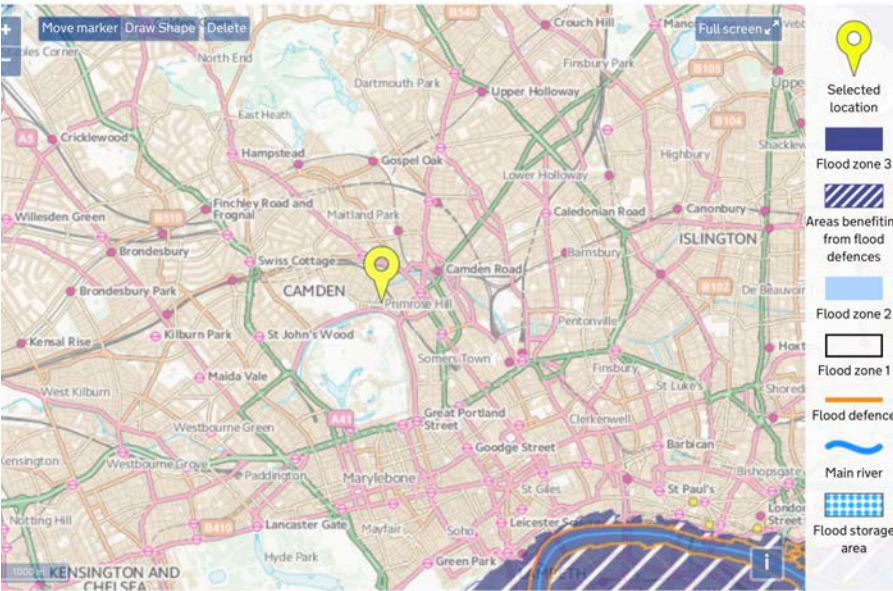 Move marker
Draw Shape
Delete
Full screen
B540
Crouch Hill
North End
Finsbury Park
Dartmouth Park
B105
Upper Holloway
East Heath
B104
A5
Cricklewood
Hampstead
Gospel Oak
Highbury
Lower Holloway
Finchley Road and
Frognal
Willesden Green
B510
Maitland Park
Caledonian Road
Canonbury
ISLINGTON
Brondesbury
Swiss Cottage
Camden Road
Barnsbury
Brondesbury Park
CAMDEN
Primrose Hill
B102
De Beauvoir
Pentonville
Kensal Rise
Kilburn Park
St John's Wood
Somers Town
Finsbury
Maida Vale
St Luke's
West Kilburn
A41
Great Portland
Street
Clerkenwell
Westbourne Green
Goodge Street
Barbican
Westbourne Grove
Paddington
Bishopsgate
Marylebone
St Giles
St Paul's
London
Street
Notting Hill
B410
Lancaster Gate
Mayfair
Soho
Leicester
Hyde Park
Green Park
KENSINGTON AND
CHELSEA
i
Selected
location
Flood zone 3
Areas benefitin
from flood
defences
Flood zone 2
Flood zone 1
Flood defence
Main river
Flood storage
area